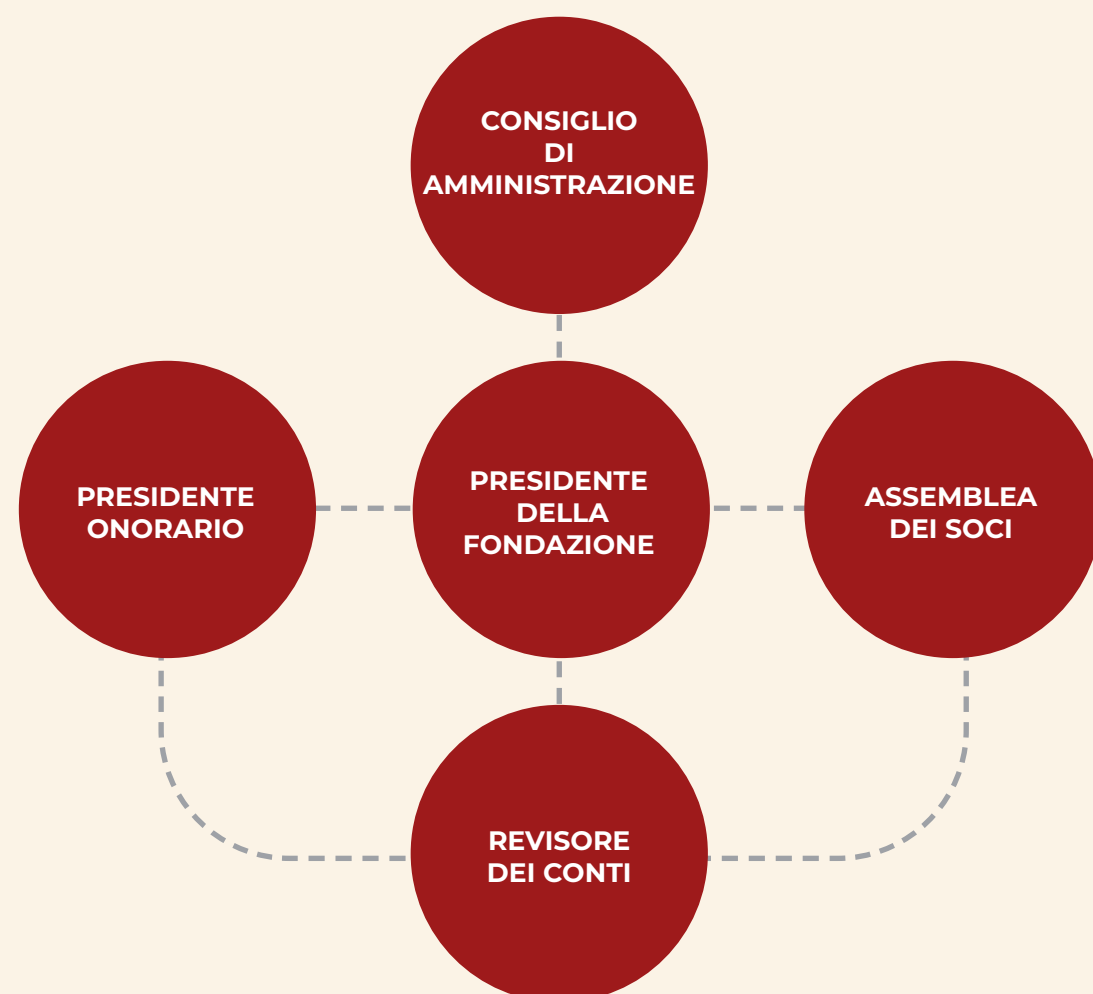 CONSIGLIO
DI
AMMINISTRAZIONE
PRESIDENTE
ONORARIO
PRESIDENTE
DELLA
FONDAZIONE
ASSEMBLEA
DEI SOCI
REVISORE
DEI CONTI